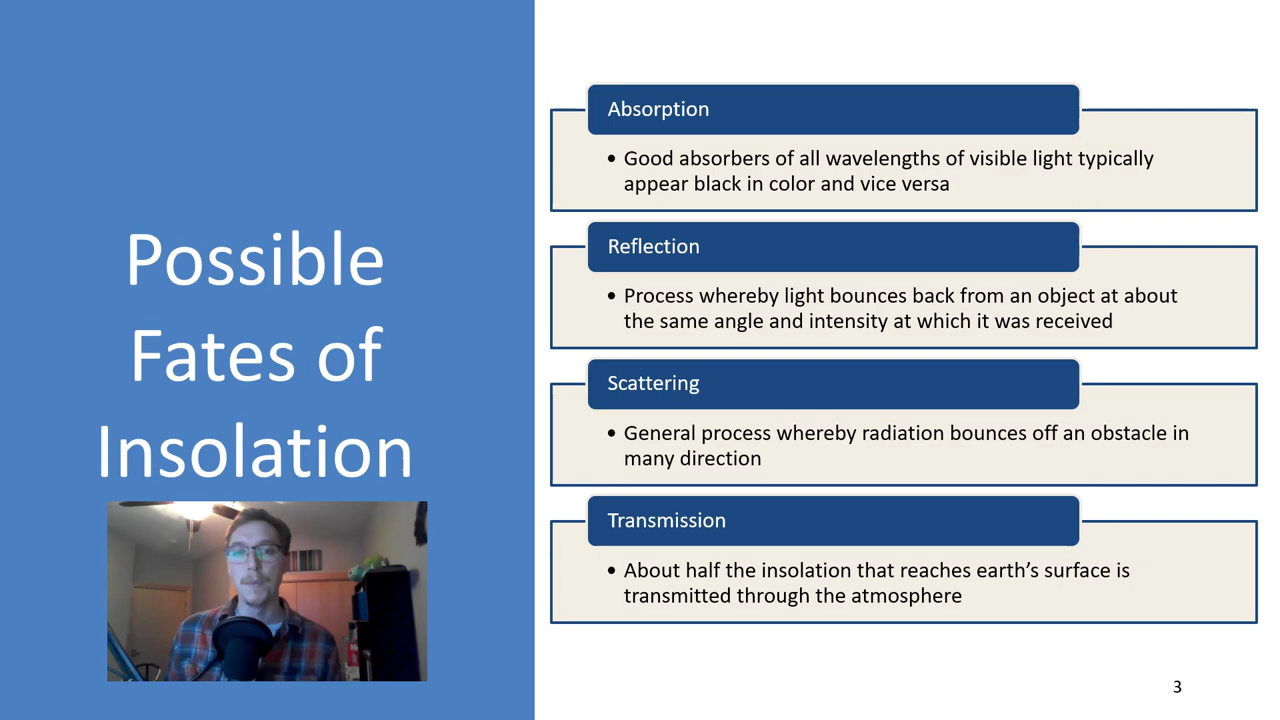 Possible
Fates of
Insolation
Absorption
• Good absorbers of all wavelengths of visible light typically
appear black in color and vice versa
Reflection
• Process whereby light bounces back from an object at about
the same angle and intensity at which it was received
Scattering
• General process whereby radiation bounces off an obstacle in
many direction
Transmission
• About half the insolation that reaches earth’s surface is
transmitted through the atmosphere
3